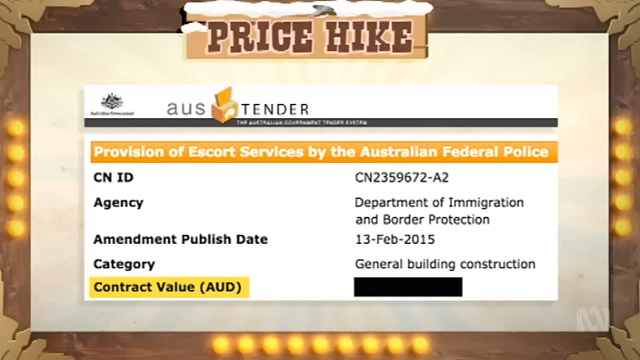 PRICE HIKE
Australian Government
aus TENDER
THE AUSTRALIAN GOVERNMENT TENDER SYSTEM
Provision of Escort Services by the Australian Federal Police
CN ID CN2359672-A2
Agency Department of Immigration
and Border Protection
Amendment Publish Date 13-Feb-2015
Category General building construction
Contract Value (AUD)